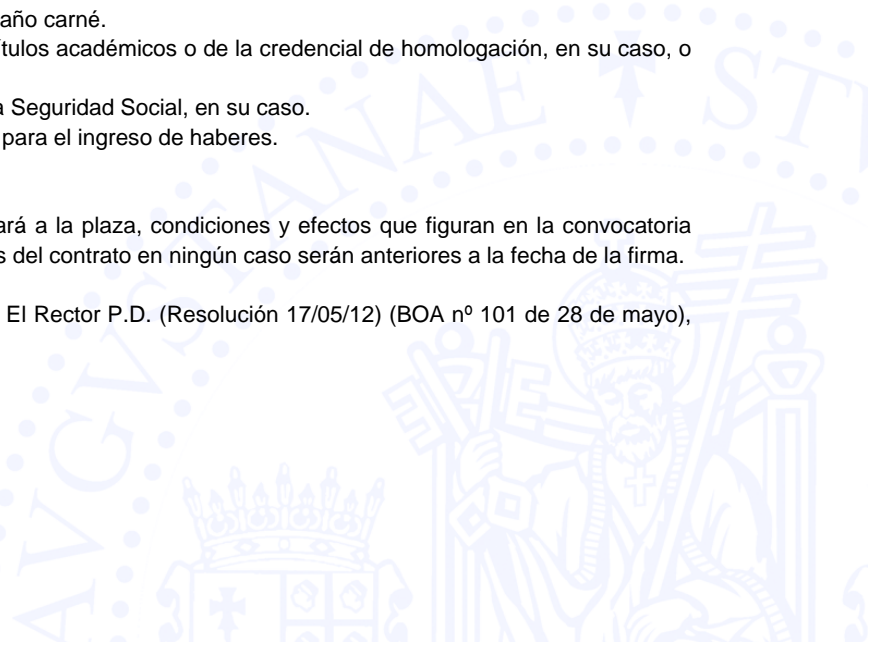 año carné.
ítulos académicos o de la credencial de homologación, en su caso, o
a Seguridad Social, en su caso.
para el ingreso de haberes.
ará a la plaza, condiciones y efectos que figuran en la convocatoria
s del contrato en ningún caso serán anteriores a la fecha de la firma.
El Rector P.D. (Resolución 17/05/12) (BOA nº 101 de 28 de mayo),
AVGVSTANAE STV